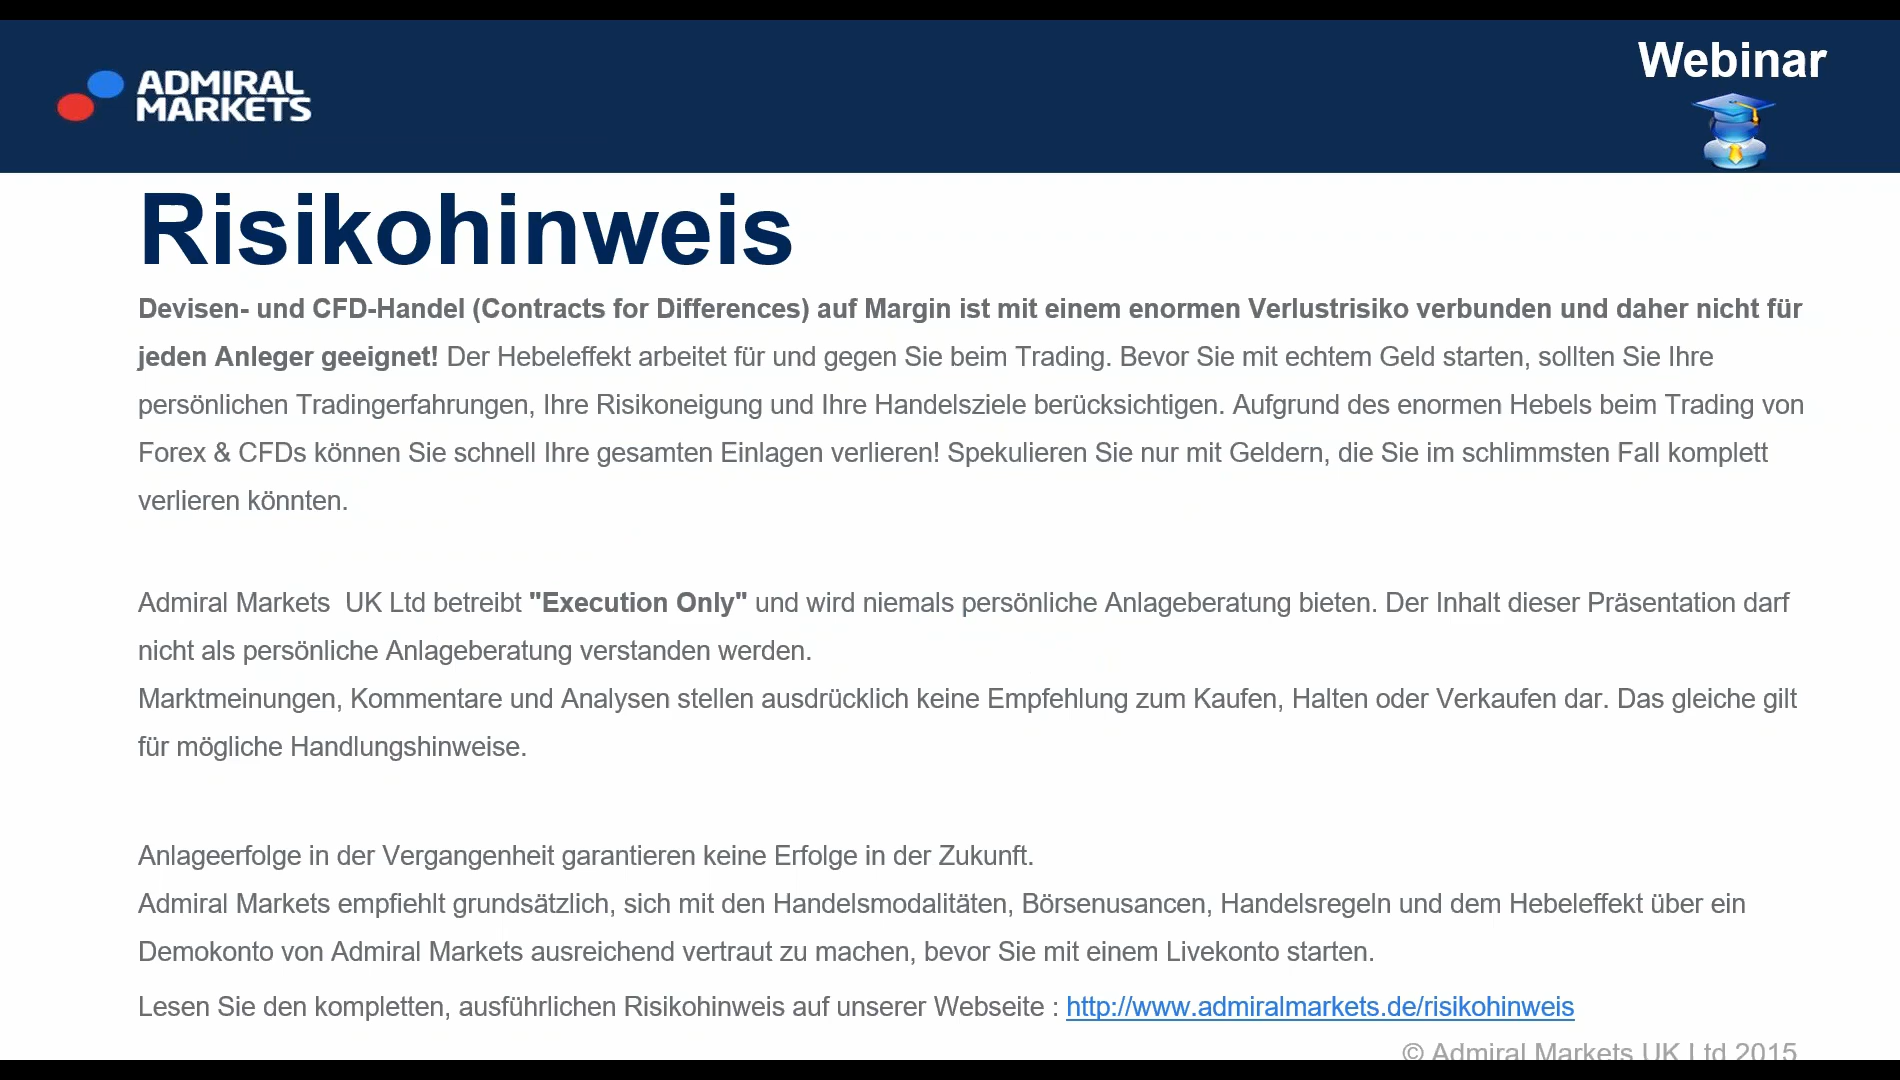 ADMIRAL
MARKETS
Webinar
Risikohinweis
Devisen- und CFD-Handel (Contracts for Differences) auf Margin ist mit einem enormen Verlustrisiko verbunden und daher nicht für
jeden Anleger geeignet! Der Hebeleffekt arbeitet für und gegen Sie beim Trading. Bevor Sie mit echtem Geld starten, sollten Sie Ihre
persönlichen Tradingerfahrungen, Ihre Risikoneigung und Ihre Handelsziele berücksichtigen. Aufgrund des enormen Hebels beim Trading von
Forex & CFDs können Sie schnell Ihre gesamten Einlagen verlieren! Spekulieren Sie nur mit Geldern, die Sie im schlimmsten Fall komplett
verlieren könnten.
Admiral Markets  UK Ltd betreibt "Execution Only" und wird niemals persönliche Anlageberatung bieten. Der Inhalt dieser Präsentation darf
nicht als persönliche Anlageberatung verstanden werden.
Marktmeinungen, Kommentare und Analysen stellen ausdrücklich keine Empfehlung zum Kaufen, Halten oder Verkaufen dar. Das gleiche gilt
für mögliche Handlungshinweise.
Anlageerfolge in der Vergangenheit garantieren keine Erfolge in der Zukunft.
Admiral Markets empfiehlt grundsätzlich, sich mit den Handelsmodalitäten, Börsenusancen, Handelsregeln und dem Hebeleffekt über ein
Demokonto von Admiral Markets ausreichend vertraut zu machen, bevor Sie mit einem Livekonto starten.
Lesen Sie den kompletten, ausführlichen Risikohinweis auf unserer Webseite : http://www.admiralmarkets.de/risikohinweis
© Admiral Markets UK Ltd 2015